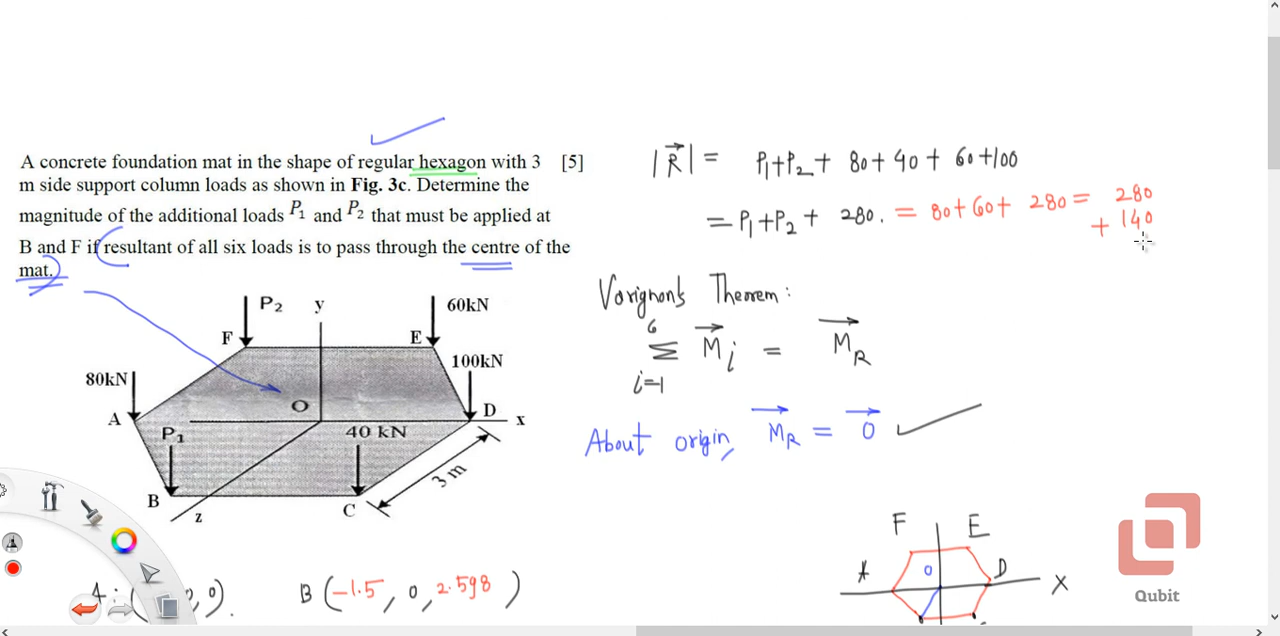 A concrete foundation mat in the shape of regular hexagon with 3 [5]
m side support column loads as shown in Fig. 3c. Determine the
magnitude of the additional loads P1 and P2 that must be applied at
B and F if resultant of all six loads is to pass through the centre of the
mat.
P2 y 60kN
F E
100kN
80kN
O D
A x
P1 40 kN
3 m
B C
z
|R| = P1+P2+ 80+ 40+ 60+100
= P1+P2 + 280. = 80+60+ 280 = 280
+ 140
Varignon's Theorem:
6
Σ Mi = MR
i=1
About origin, MR = 0
F E
A O D
X
A: ( , 0).
B (-1.5, 0, 2.598)
Qubit